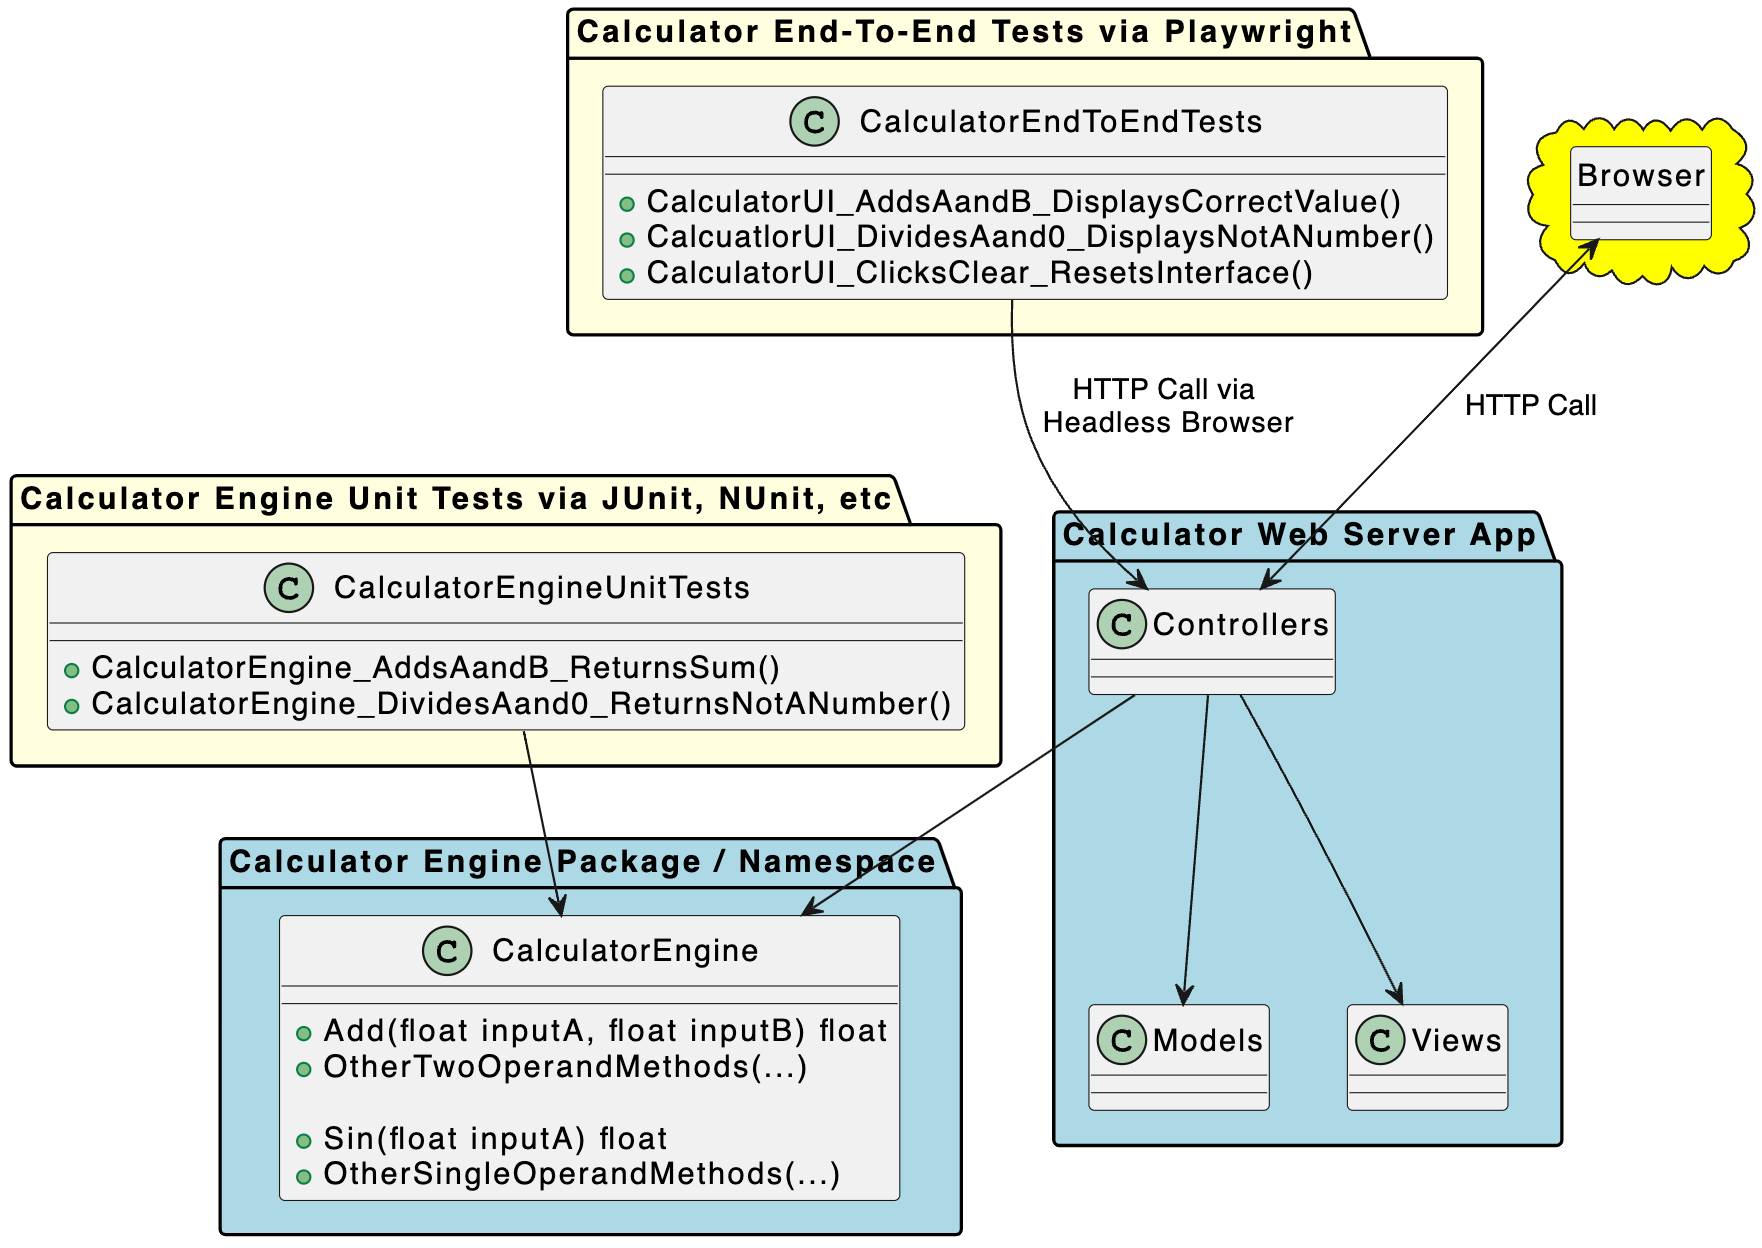 Calculator End-To-End Tests via Playwright
C CalculatorEndToEndTests
CalculatorUI_AddsAandB_DisplaysCorrectValue()
CalcuatlorUI_DividesAand0_DisplaysNotANumber()
CalculatorUI_ClicksClear_ResetsInterface()
Browser
HTTP Call via
Headless Browser
HTTP Call
Calculator Engine Unit Tests via JUnit, NUnit, etc
C CalculatorEngineUnitTests
CalculatorEngine_AddsAandB_ReturnsSum()
CalculatorEngine_DividesAand0_ReturnsNotANumber()
Calculator Web Server App
C Controllers
Calculator Engine Package / Namespace
C CalculatorEngine
Add(float inputA, float inputB) float
OtherTwoOperandMethods(...)
Sin(float inputA) float
OtherSingleOperandMethods(...)
C Models
C Views